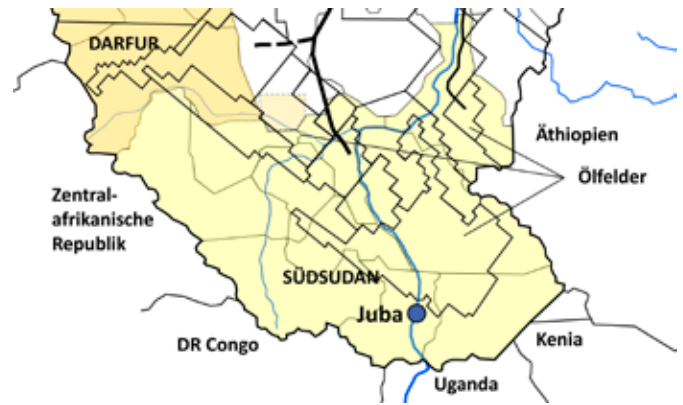 DARFUR
Äthiopien
Ölfelder
Zentral-
afrikanische
Republik
SÜDSUDAN
Juba
DR Congo
Kenia
Uganda